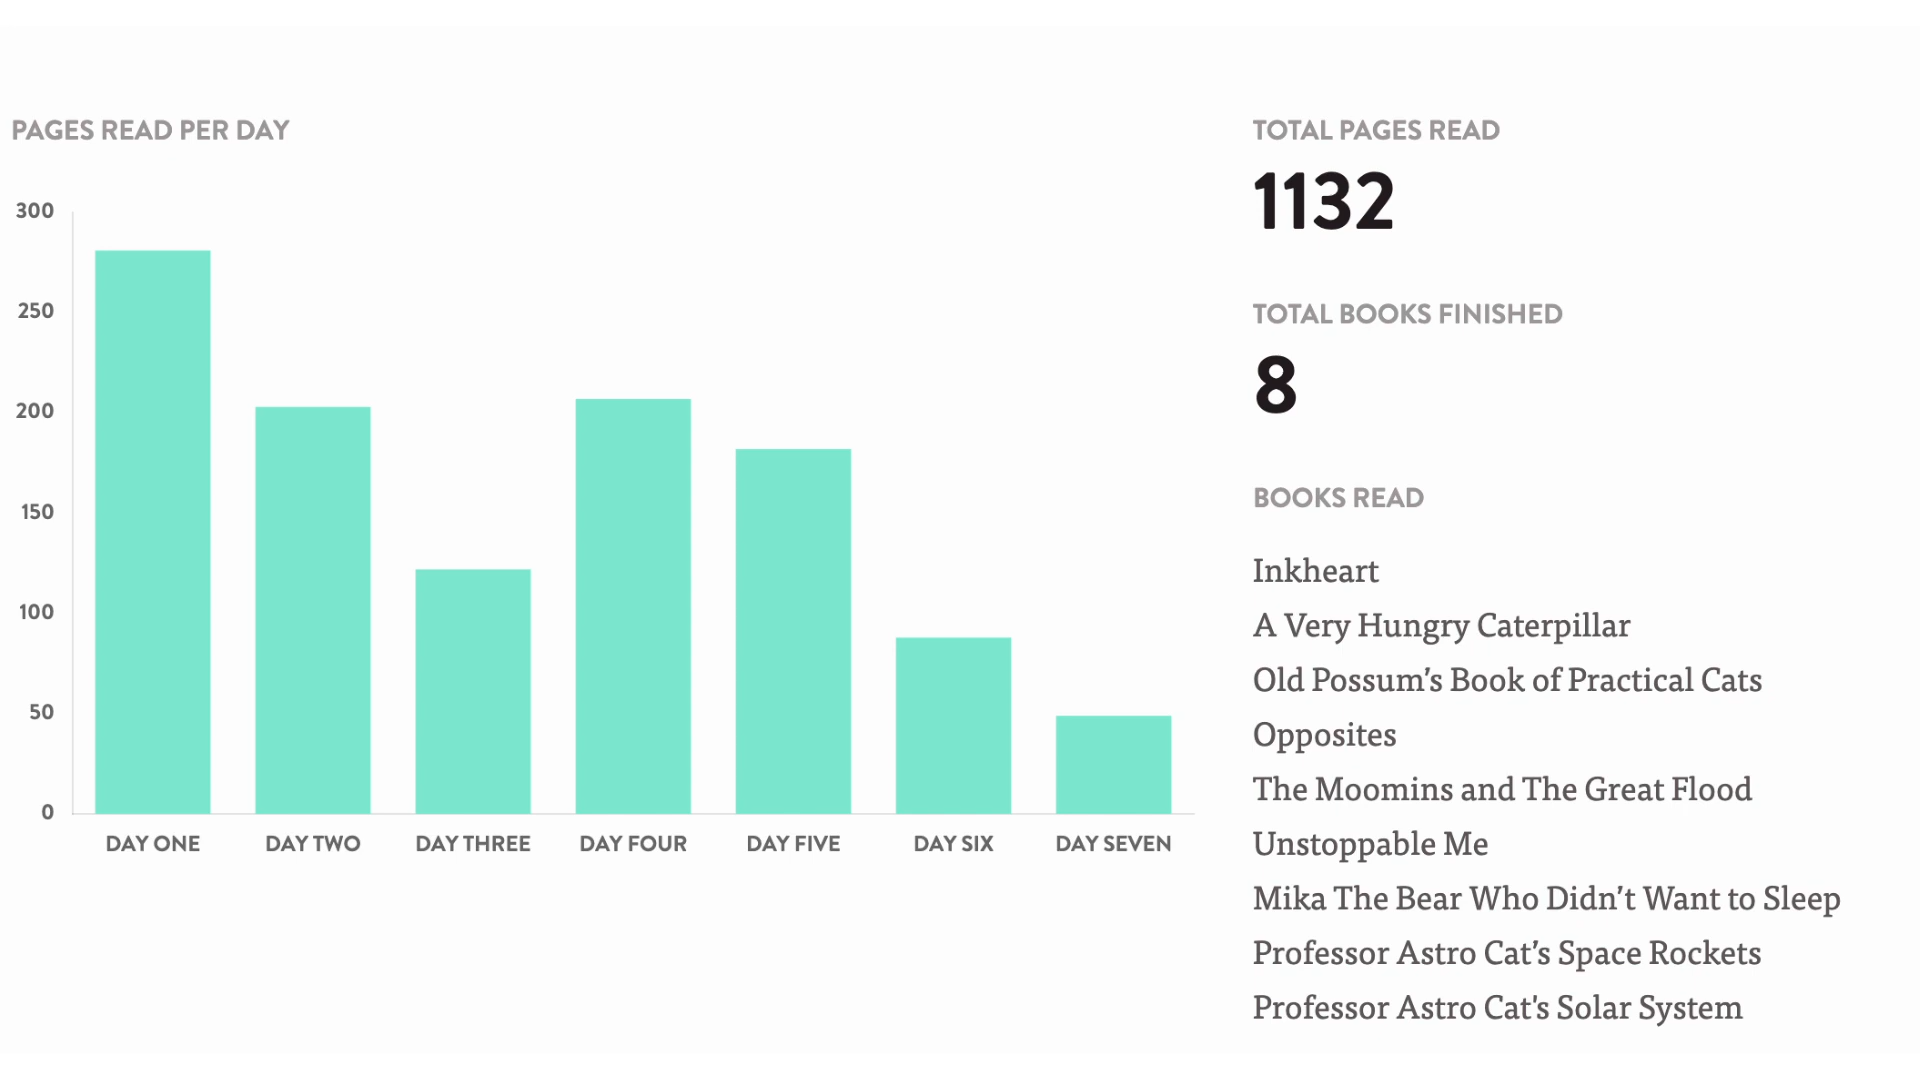 PAGES READ PER DAY
300
250
200
150
100
50
0
DAY ONE DAY TWO DAY THREE DAY FOUR DAY FIVE DAY SIX DAY SEVEN
TOTAL PAGES READ
1132
TOTAL BOOKS FINISHED
8
BOOKS READ
Inkheart
A Very Hungry Caterpillar
Old Possum’s Book of Practical Cats
Opposites
The Moomins and The Great Flood
Unstoppable Me
Mika The Bear Who Didn’t Want to Sleep
Professor Astro Cat’s Space Rockets
Professor Astro Cat's Solar System